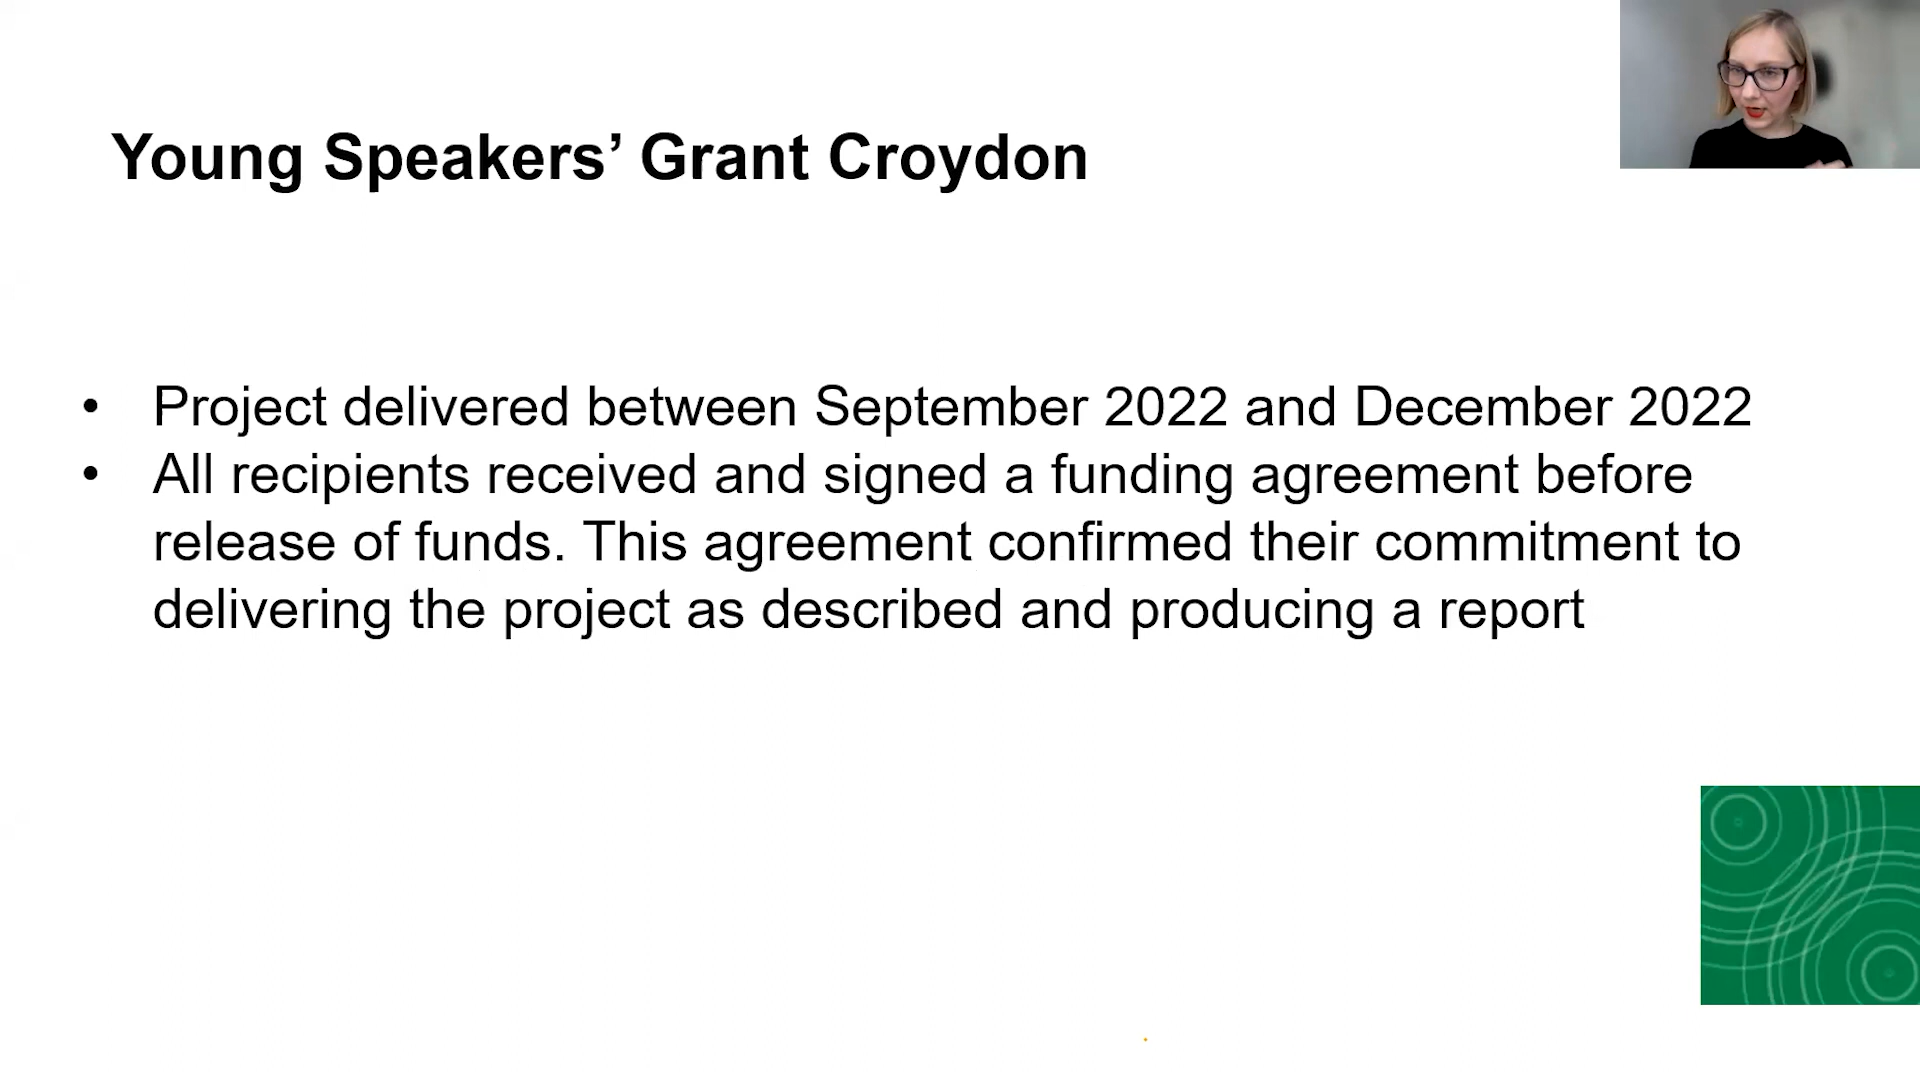 Young Speakers’ Grant Croydon
• Project delivered between September 2022 and December 2022
• All recipients received and signed a funding agreement before
release of funds. This agreement confirmed their commitment to
delivering the project as described and producing a report